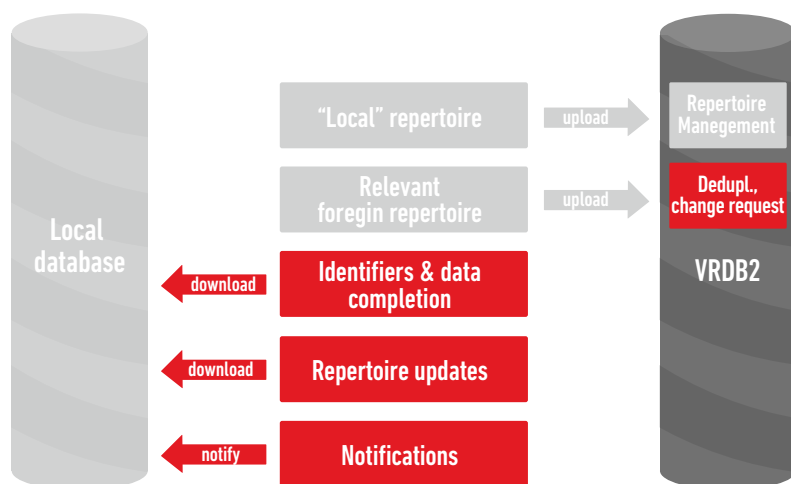 “Local” repertoire
upload
Repertoire
Manegement
Relevant
foregin repertoire
upload
Dedupl.,
change request
Local
database
VRDB2
download
Identifiers & data
completion
download
Repertoire updates
notify
Notifications